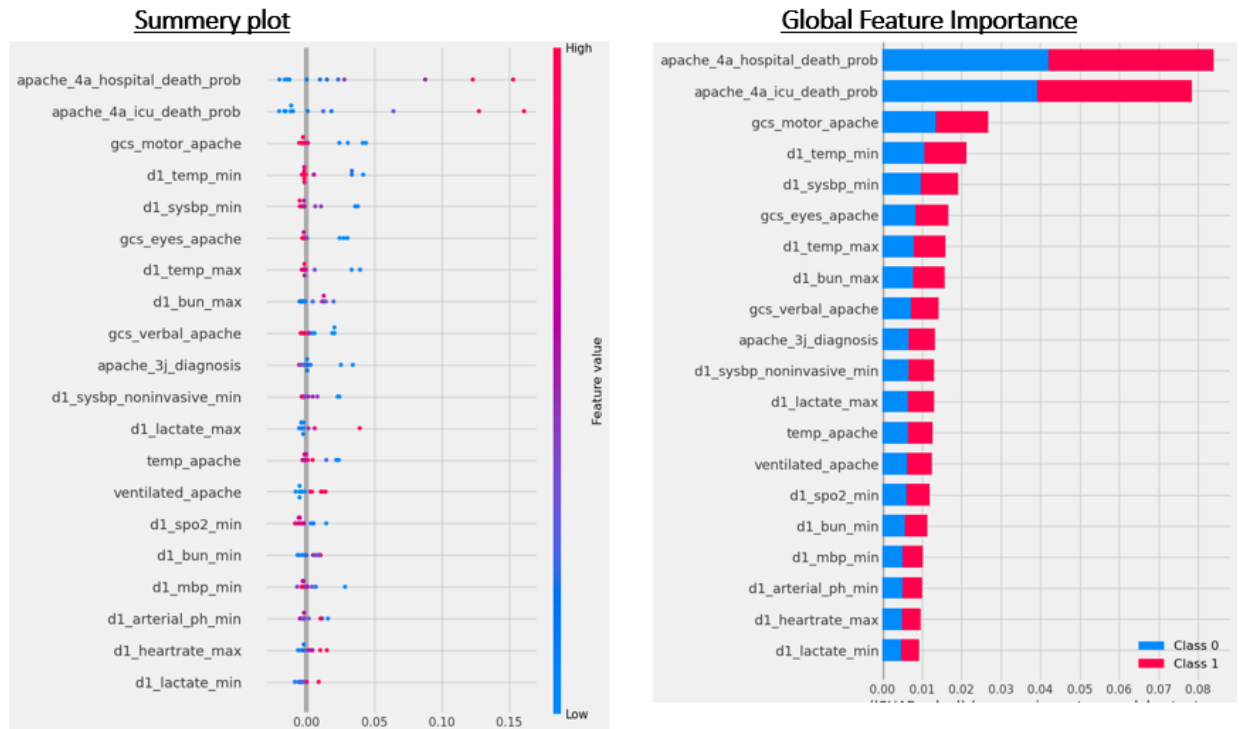 Summery plot
High
apache_4a_hospital_death_prob
apache_4a_icu_death_prob
gcs_motor_apache
d1_temp_min
d1_sysbp_min
gcs_eyes_apache
d1_temp_max
d1_bun_max
gcs_verbal_apache
apache_3j_diagnosis
d1_sysbp_noninvasive_min
d1_lactate_max
temp_apache
ventilated_apache
d1_spo2_min
d1_bun_min
d1_mbp_min
d1_arterial_ph_min
d1_heartrate_max
d1_lactate_min
Feature value
Low
0.00 0.05 0.10 0.15
Global Feature Importance
apache_4a_hospital_death_prob
apache_4a_icu_death_prob
gcs_motor_apache
d1_temp_min
d1_sysbp_min
gcs_eyes_apache
d1_temp_max
d1_bun_max
gcs_verbal_apache
apache_3j_diagnosis
d1_sysbp_noninvasive_min
d1_lactate_max
temp_apache
ventilated_apache
d1_spo2_min
d1_bun_min
d1_mbp_min
d1_arterial_ph_min
d1_heartrate_max
d1_lactate_min
Class 0
Class 1
0.00 0.01 0.02 0.03 0.04 0.05 0.06 0.07 0.08